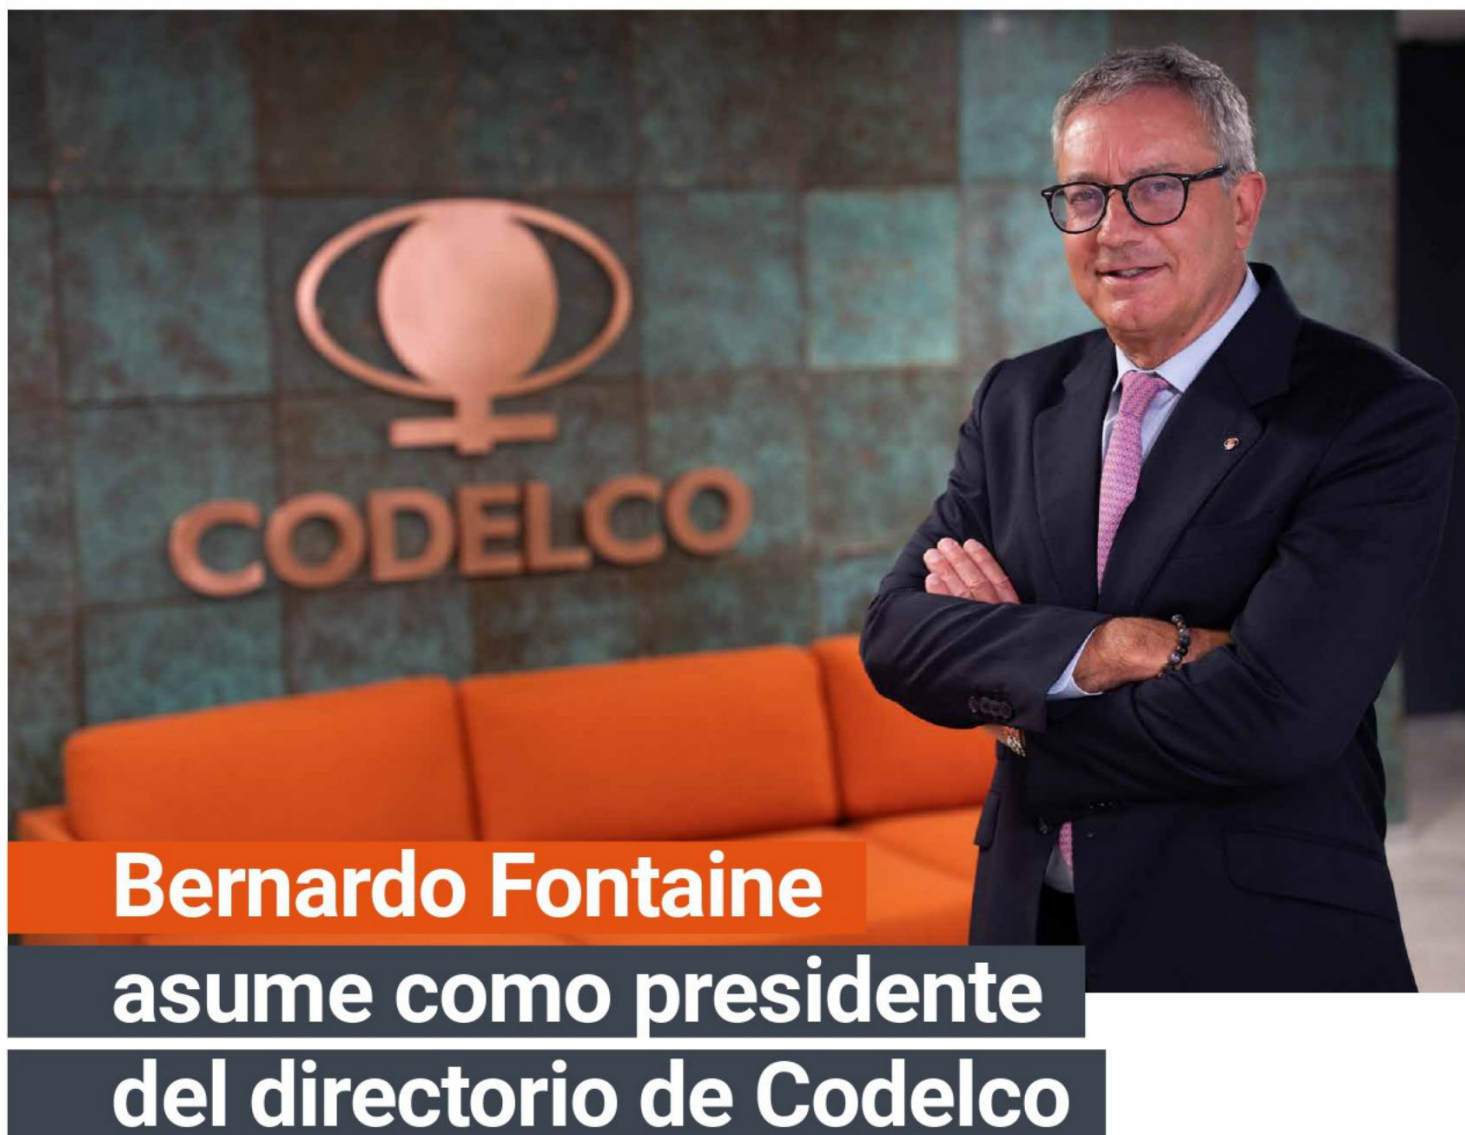 CODELCO
Bernardo Fontaine
asume como presidente
del directorio de Codelco